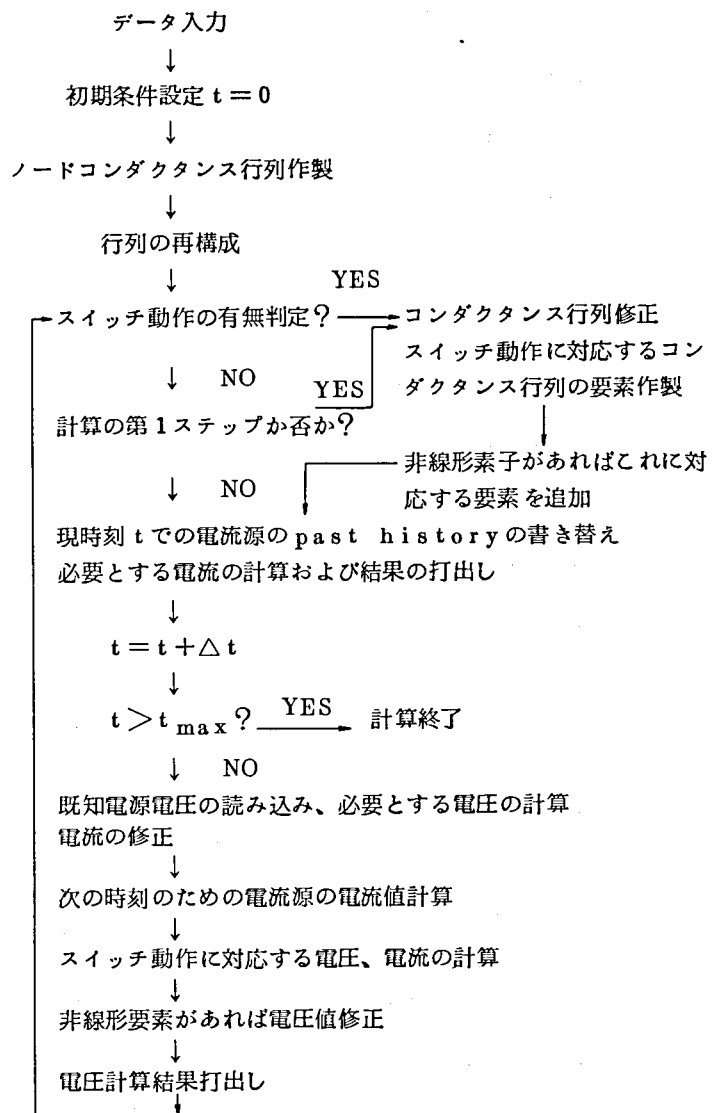 データ入力
↓
初期条件設定 t = 0
↓
ノードコンダクタンス行列作製
↓
行列の再構成
↓ YES
スイッチ動作の有無判定?
コンダクタンス行列修正
スイッチ動作に対応するコン
ダクタンス行列の要素作製
↓ NO
YES
計算の第1ステップか否か?
非線形素子があればこれに対
応する要素を追加
↓ NO
現時刻 t での電流源の past history の書き替え
必要とする電流の計算および結果の打出し
↓
t = t + △ t
↓
t > t max ? YES 計算終了
↓ NO
既知電源電圧の読み込み、必要とする電圧の計算
電流の修正
↓
次の時刻のための電流源の電流値計算
↓
スイッチ動作に対応する電圧、電流の計算
↓
非線形要素があれば電圧値修正
↓
電圧計算結果打出し